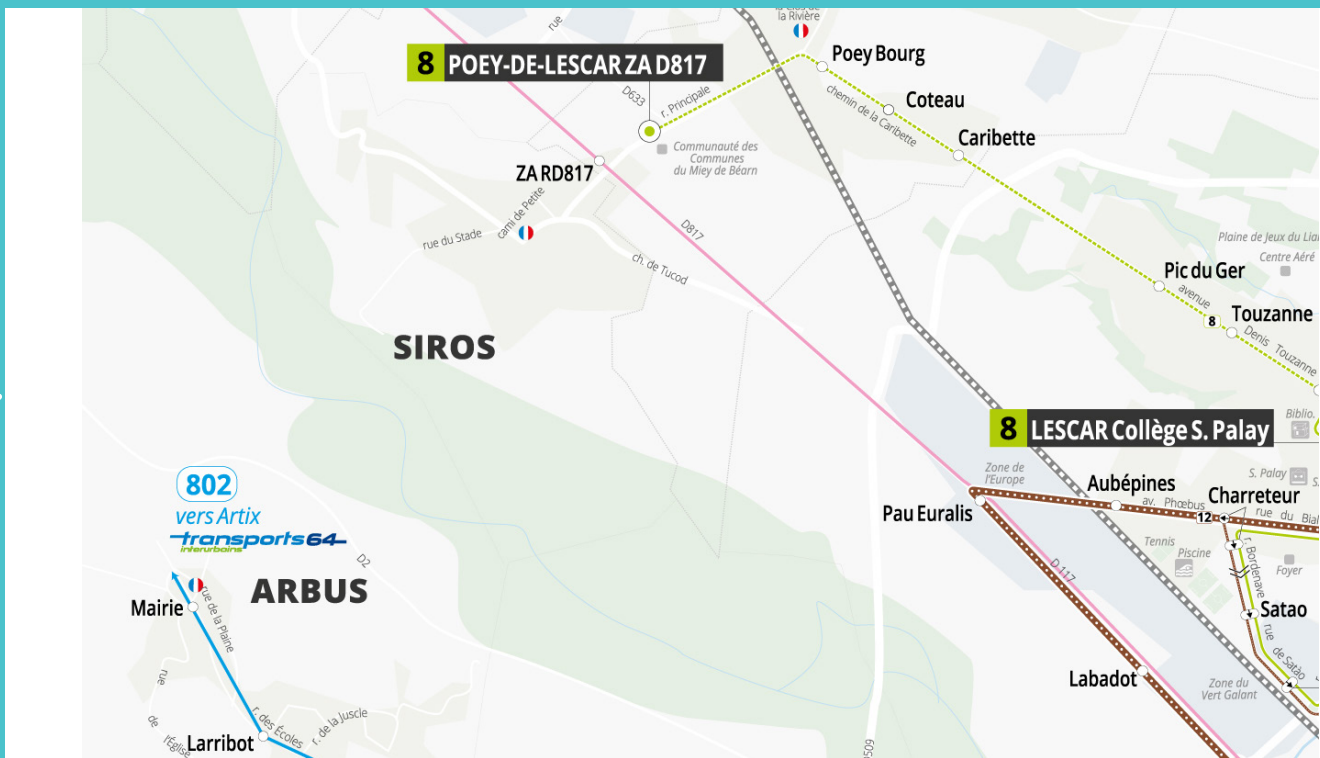 la Rivière
rue
8 POEY-DE-LESCAR ZA D817
Poey Bourg
D633
r. Principale
chemin de la Caribette
Coteau
Caribette
Communauté des
Communes
du Miey de Béarn
ZA RD817
cami de Petite
rue du Stade
D817
ch. de Tucod
Plaine de Jeux du
Centre Aéré
Pic du Ger
avenue
8
Touzanne
Denis Touzanne
SIROS
8 LESCAR Collège S. Palay
Biblio.
802
vers Artix
transports64
interurbains
Zone de
l'Europe
S. Palay
Aubépines
Charreteur
av. Phœbus
12
rue du
Pau Euralis
Tennis
Piscine
r. Bordenave
Foyer
D2
D 117
ARBUS
Mairie
rue de la Plaine
Satao
rue de Satào
Labadot
Zone du
Vert Galant
rue
de
l'Église
r. des Écoles
r. de la Juscle
Larribot